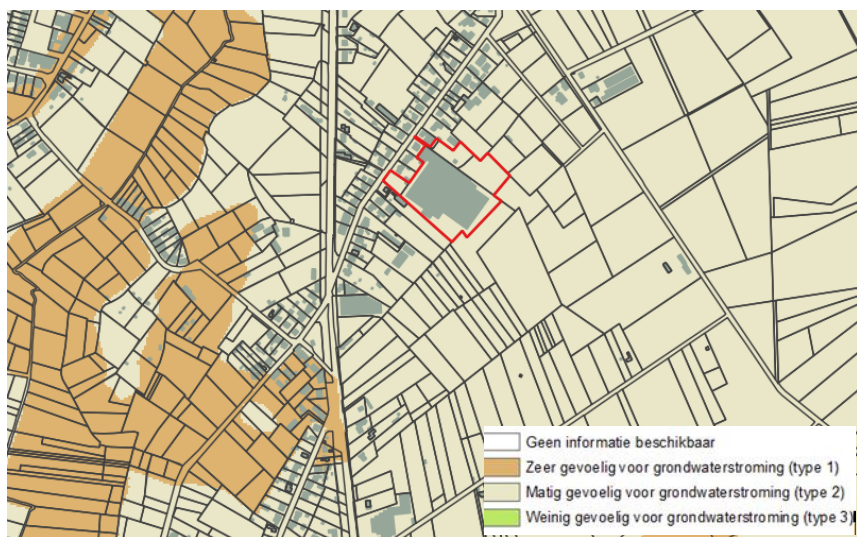 Geen informatie beschikbaar
Zeer gevoelig voor grondwaterstroming (type 1)
Matig gevoelig voor grondwaterstroming (type 2)
Weinig gevoelig voor grondwaterstroming (type 3)